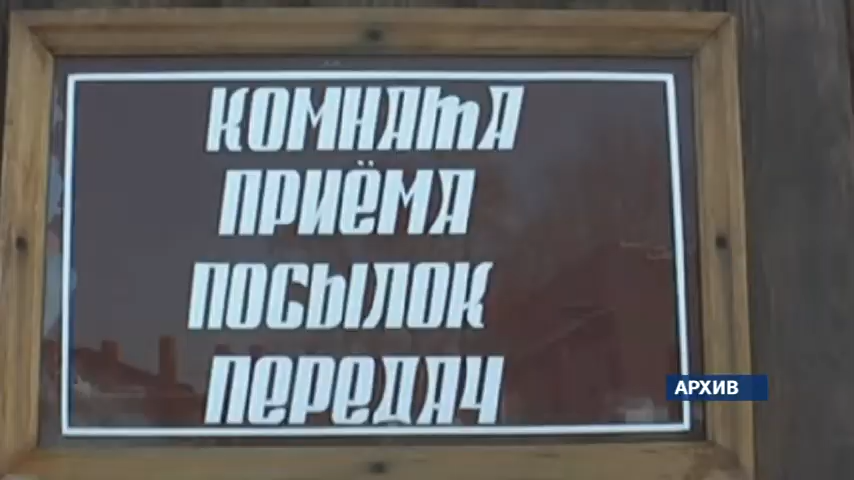 КОМНАТА
ПРИЁМА
ПОСЫЛОК
ПЕРЕДАЧ
АРХИВ